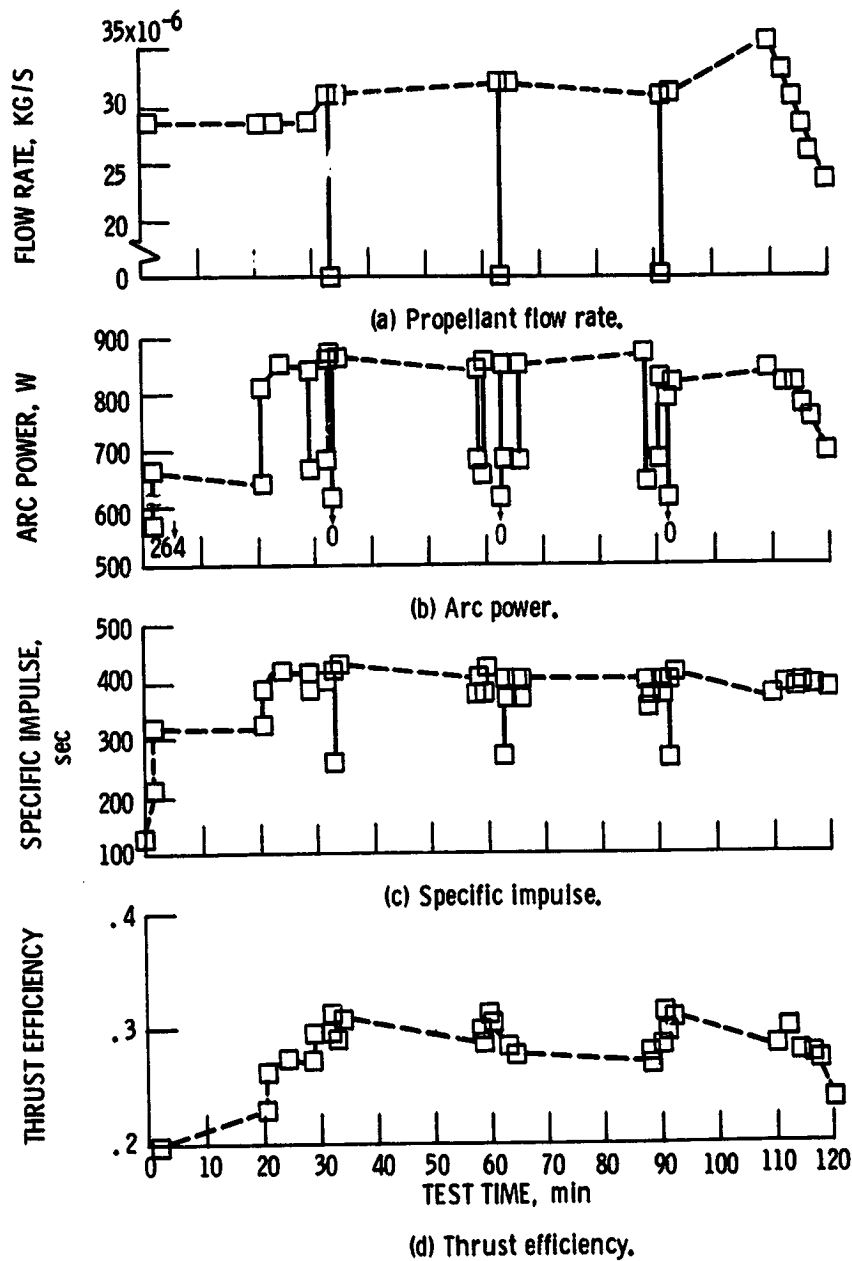 FLOW RATE, KG/S
35x10-6
30
25
20
0
(a) Propellant flow rate.
ARC POWER, W
900
800
700
600
500
264
0
0
0
(b) Arc power.
SPECIFIC IMPULSE,
sec
500
400
300
200
100
(c) Specific impulse.
THRUST EFFICIENCY
.4
.3
.2
0 10 20 30 40 50 60 70 80 90 100 110 120
TEST TIME, min
(d) Thrust efficiency.